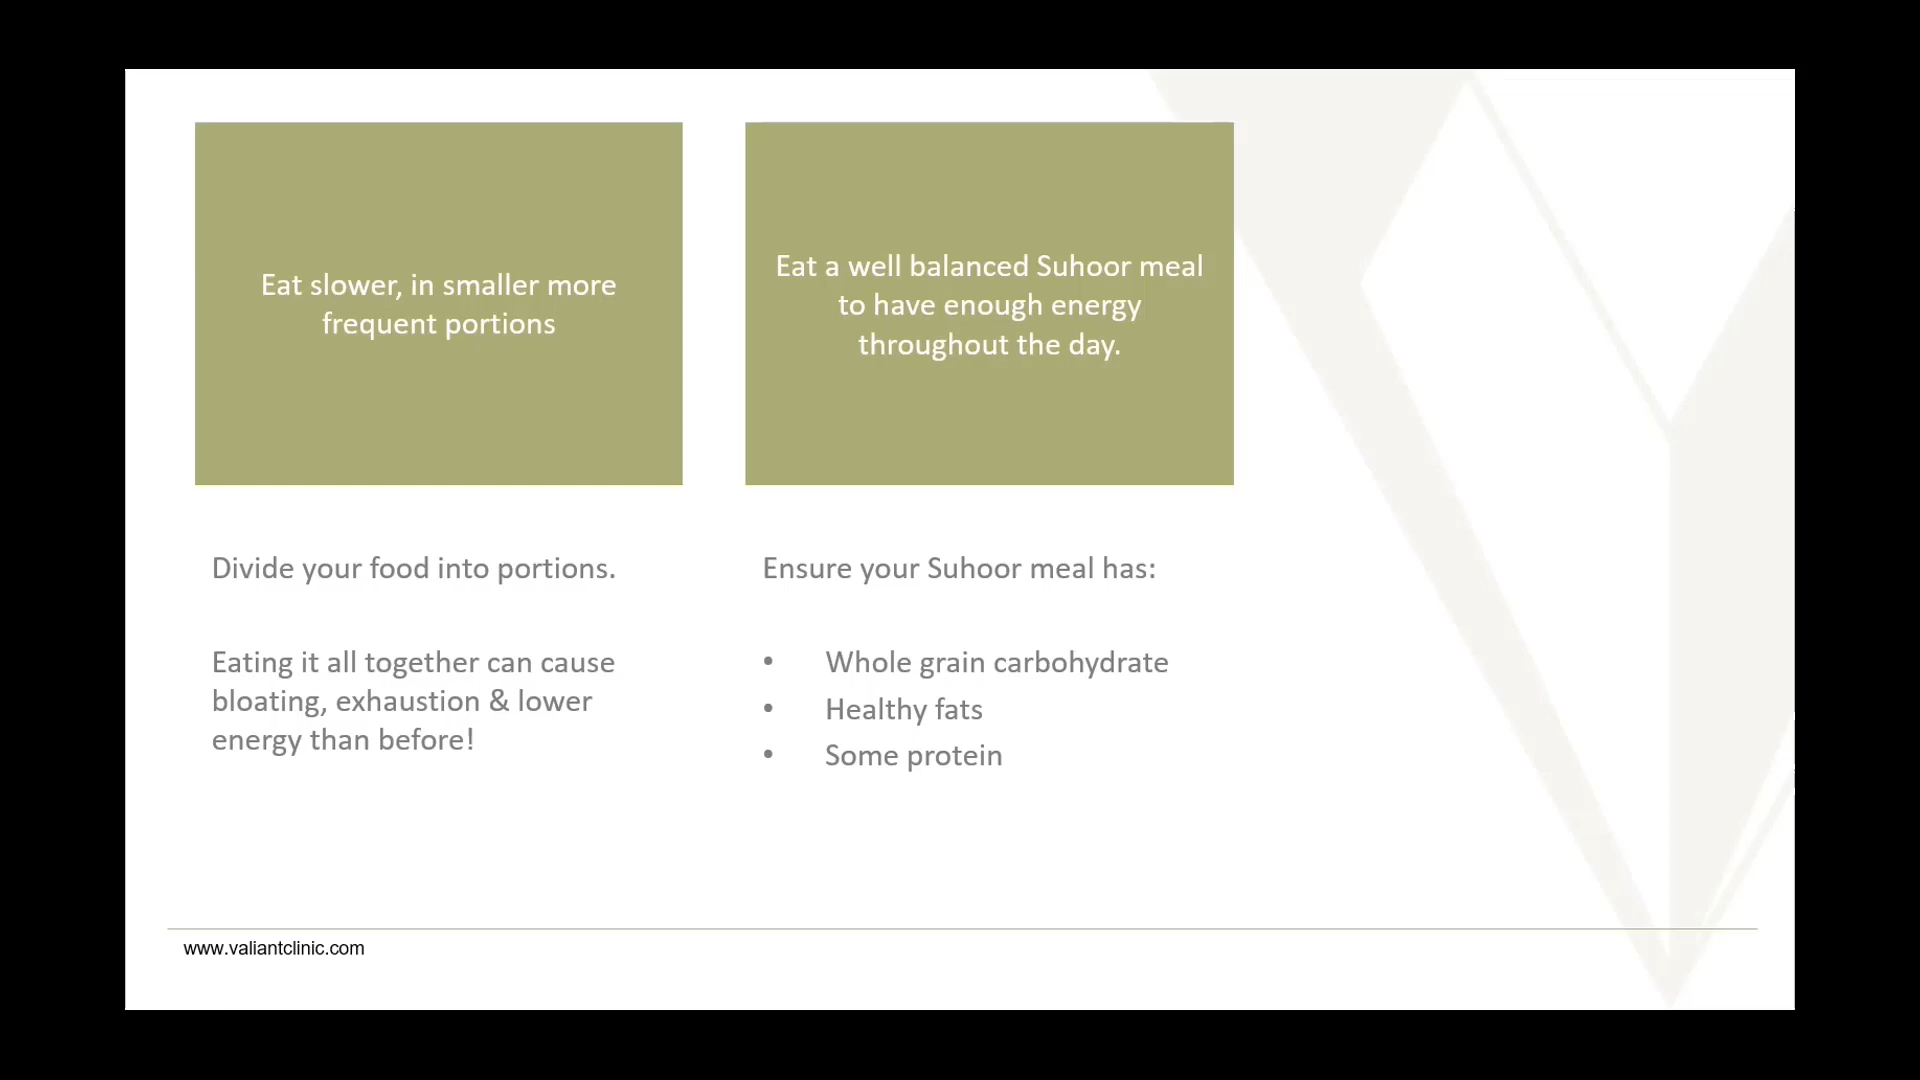 Eat slower, in smaller more
frequent portions
Eat a well balanced Suhoor meal
to have enough energy
throughout the day.
Divide your food into portions.
Eating it all together can cause
bloating, exhaustion & lower
energy than before!
Ensure your Suhoor meal has:
• Whole grain carbohydrate
• Healthy fats
• Some protein
www.valiantclinic.com